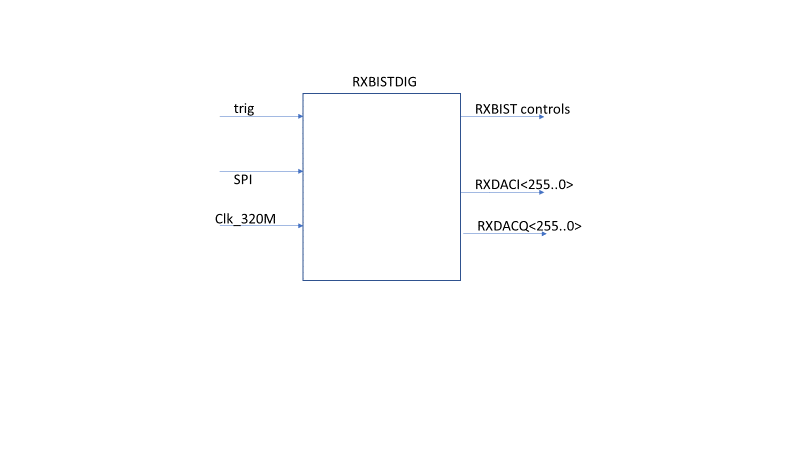 RXBISTDIG
trig
RXBIST controls
SPI
RXDACI<255..0>
Clk_320M
RXDACQ<255..0>